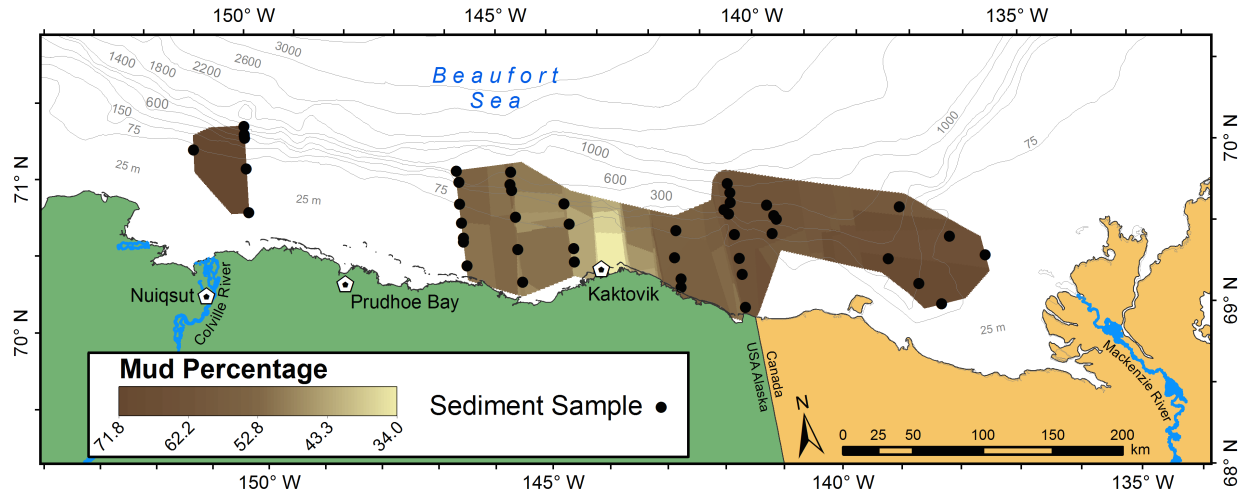 150° W
145° W
140° W
135° W
3000
2600
2200
1800
1400
600
150
75
25 m
Beaufort
Sea
1000
1000
75
600
300
75
25 m
70° N
71° N
Nuiqsut
Colville River
Prudhoe Bay
Kaktovik
69° N
70° N
25 m
Mackenzie River
USA Alaska
Canada
Mud Percentage
71.8
62.2
52.8
43.3
34.0
Sediment Sample
N
0 25 50 100 150 200
km
68° N
150° W
145° W
140° W
135° W